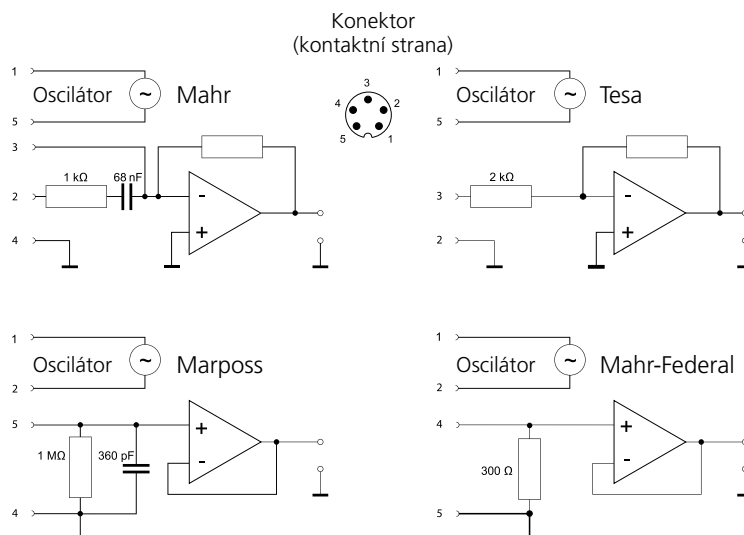 Konektor
(kontaktní strana)
3
4
2
5
1
1
Oscilátor
~
Mahr
5
3
1 kΩ
68 nF
2
-
+
4
1
Oscilátor
~
Tesa
5
2 kΩ
3
-
+
2
1
Oscilátor
~
Marposs
2
5
+
1 MΩ
360 pF
-
4
1
Oscilátor
~
Mahr-Federal
2
4
+
300 Ω
-
5